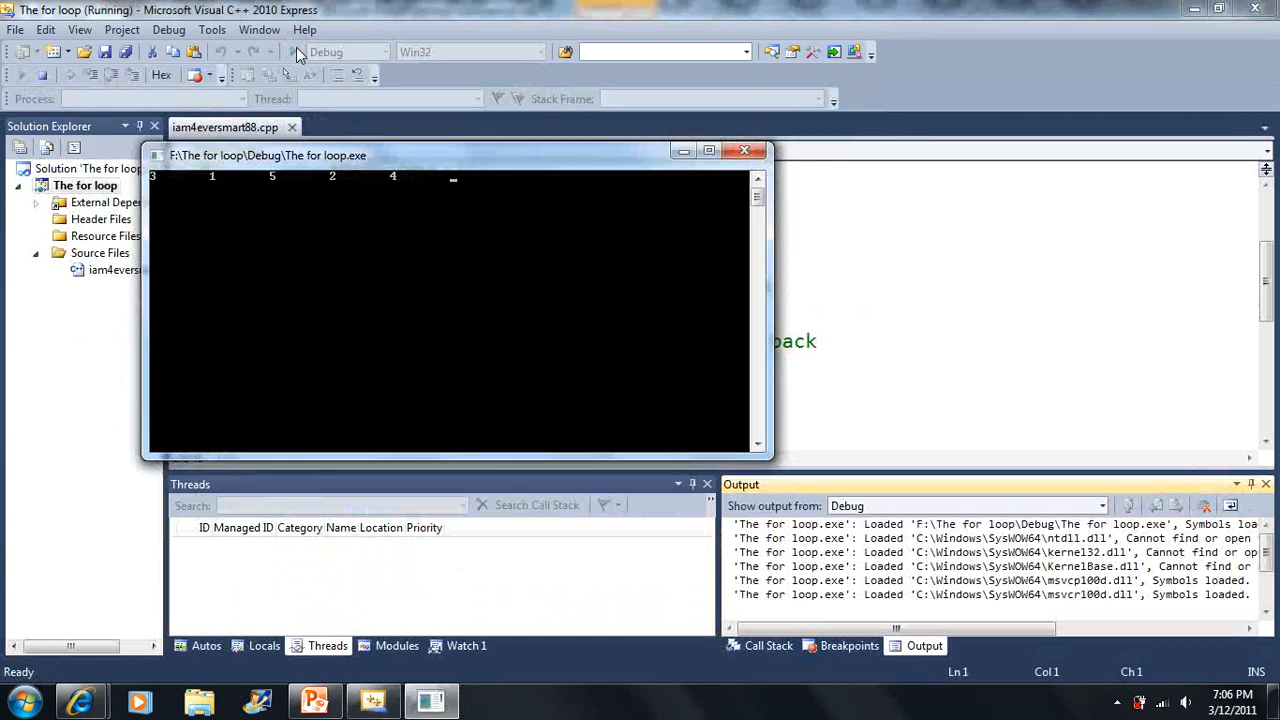 The for loop (Running) - Microsoft Visual C++ 2010 Express
File Edit View Project Debug Tools Window Help
Debug Win32
Hex
Process: Thread: Stack Frame:
Solution Explorer
iam4eversmart88.cpp
F:\The for loop\Debug\The for loop.exe
Solution 'The for loop
3 1 5 2 4 _
The for loop
External Depe
Header Files
Resource Files
Source Files
iam4evers
back
Threads
Output
Search: Search Call Stack
Show output from: Debug
ID Managed ID Category Name Location Priority
'The for loop.exe': Loaded 'F:\The for loop\Debug\The for loop.exe', Symbols loa
'The for loop.exe': Loaded 'C:\Windows\SysWOW64\ntdll.dll', Cannot find or open
'The for loop.exe': Loaded 'C:\Windows\SysWOW64\kernel32.dll', Cannot find or op
'The for loop.exe': Loaded 'C:\Windows\SysWOW64\KernelBase.dll', Cannot find or
'The for loop.exe': Loaded 'C:\Windows\SysWOW64\msvcp100d.dll', Symbols loaded.
'The for loop.exe': Loaded 'C:\Windows\SysWOW64\msvcr100d.dll', Symbols loaded.
Autos Locals Threads Modules Watch 1
Call Stack Breakpoints Output
Ready Ln 1 Col 1 Ch 1 INS
7:06 PM
3/12/2011